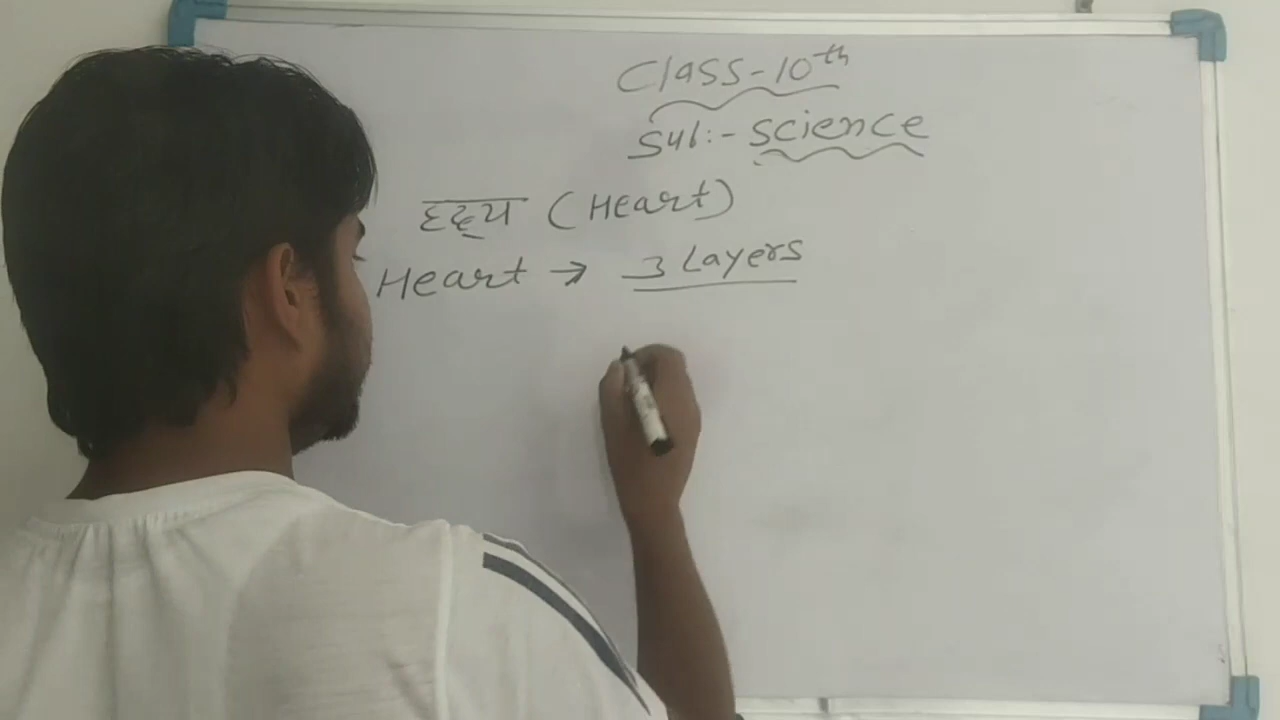 Class-10th
Sub:- Science
हृदय (Heart)
Heart → 3 Layers